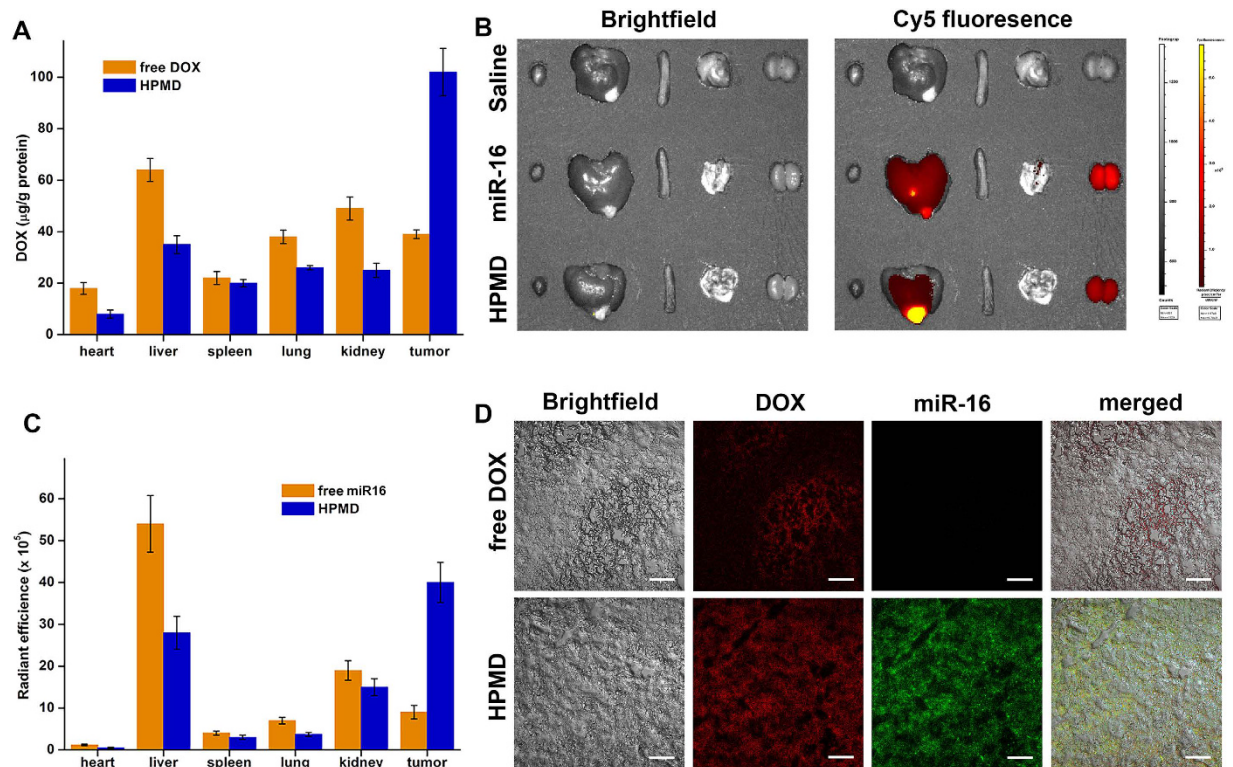 A
free DOX
HPMD
DOX (µg/g protein)
100
80
60
40
20
0
heart liver spleen lung kidney tumor
B
Brightfield Cy5 fluoresence
Saline
miR-16
HPMD
C
free miR16
HPMD
Radiant efficience (x 10⁵)
60
50
40
30
20
10
0
heart liver spleen lung kidney tumor
D
Brightfield DOX miR-16 merged
free DOX
HPMD